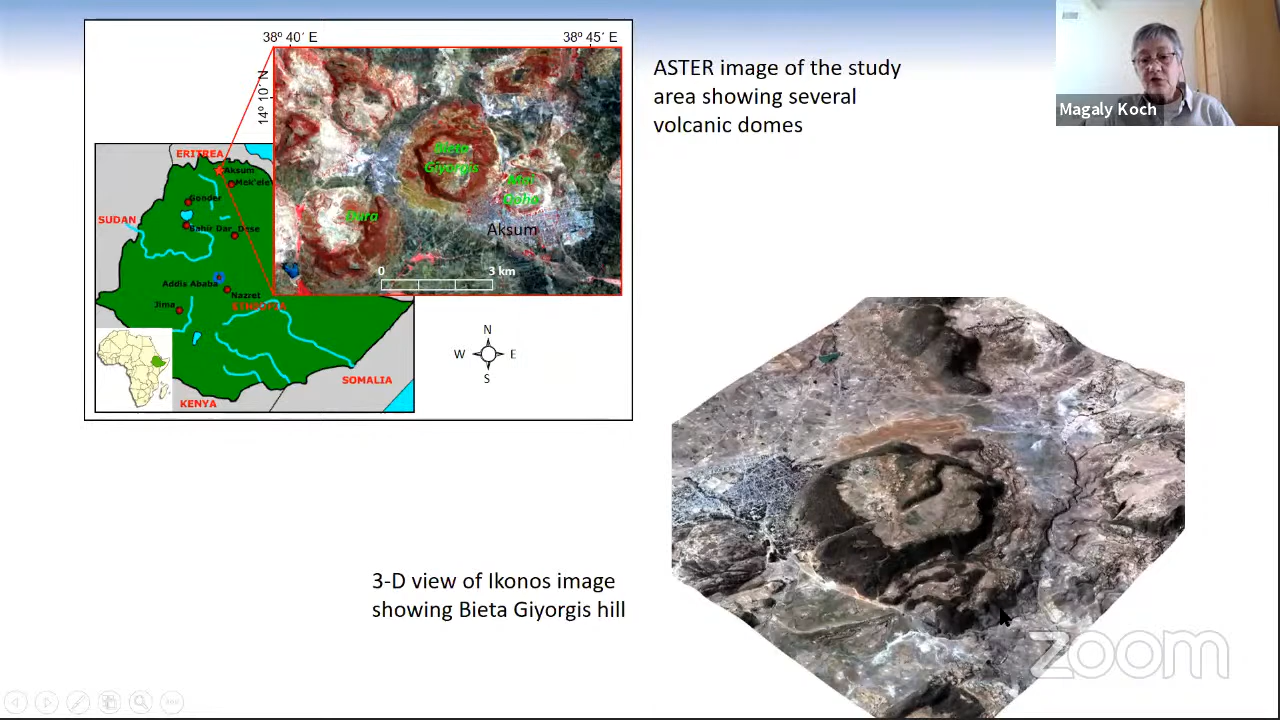 38º 40´ E
38º 45´ E
14º 10´ N
ASTER image of the study
area showing several
volcanic domes
Magaly Koch
Bieta
Giyorgis
Mai
Qoho
Dura
Aksum
0
3 km
ERITREA
Aksum
Mek'ele
Gonder
SUDAN
Bahir Dar
Dese
Addis Ababa
Nazret
Jima
ETHIOPIA
SOMALIA
KENYA
N
W
E
S
3-D view of Ikonos image
showing Bieta Giyorgis hill
zoom